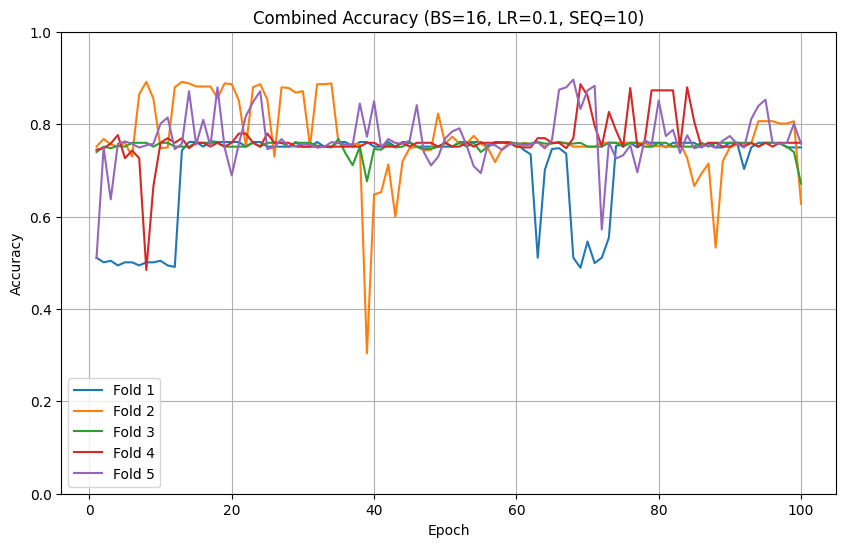 Combined Accuracy (BS=16, LR=0.1, SEQ=10)
1.0
0.8
0.6
0.4
0.2
0.0
Accuracy
Fold 1
Fold 2
Fold 3
Fold 4
Fold 5
0 20 40 60 80 100
Epoch